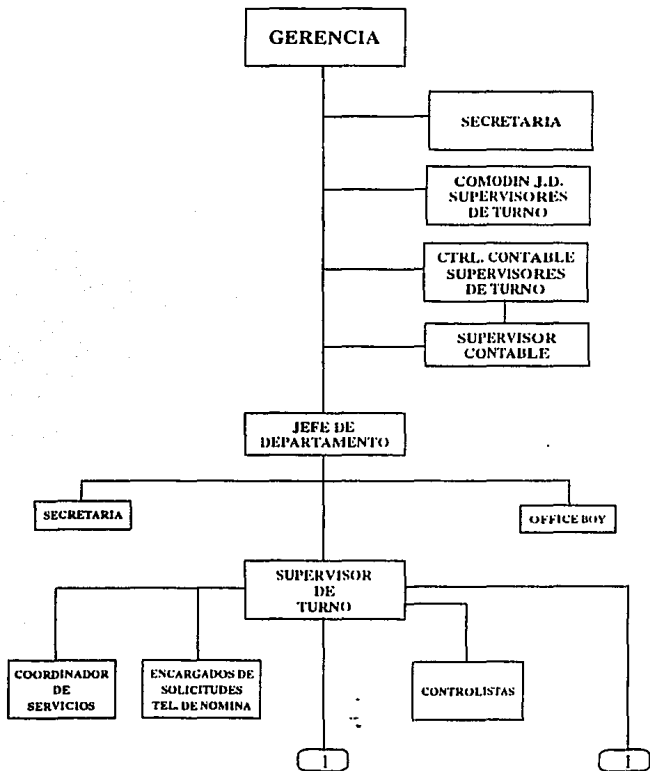 GERENCIA
SECRETARIA
COMODIN J.D.
SUPERVISORES
DE TURNO
CTRL. CONTABLE
SUPERVISORES
DE TURNO
SUPERVISOR
CONTABLE
JEFE DE
DEPARTAMENTO
SECRETARIA
OFFICE BOY
SUPERVISOR
DE
TURNO
COORDINADOR
DE
SERVICIOS
ENCARGADOS DE
SOLICITUDES
TEL. DE NOMINA
CONTROLISTAS
1
1